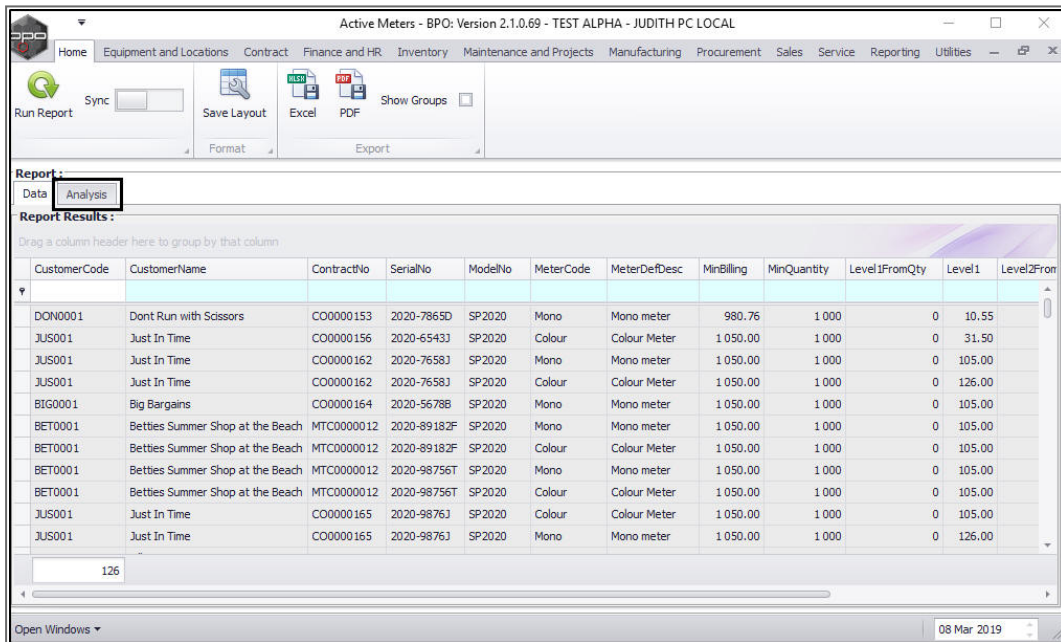 Active Meters - BPO: Version 2.1.0.69 - TEST ALPHA - JUDITH PC LOCAL
bpo
Home Equipment and Locations Contract Finance and HR Inventory Maintenance and Projects Manufacturing Procurement Sales Service Reporting Utilities
Run Report Sync Save Layout Excel PDF Show Groups
Format Export
Report :
Data Analysis
Report Results :
Drag a column header here to group by that column
CustomerCode CustomerName ContractNo SerialNo ModelNo MeterCode MeterDefDesc MinBilling MinQuantity Level1FromQty Level1 Level2From
DON0001 Dont Run with Scissors CO0000153 2020-7865D SP2020 Mono Mono meter 980.76 1 000 0 10.55
JUS001 Just In Time CO0000156 2020-6543J SP2020 Colour Colour Meter 1 050.00 1 000 0 31.50
JUS001 Just In Time CO0000162 2020-7658J SP2020 Mono Mono meter 1 050.00 1 000 0 105.00
JUS001 Just In Time CO0000162 2020-7658J SP2020 Colour Colour Meter 1 050.00 1 000 0 126.00
BIG0001 Big Bargains CO0000164 2020-5678B SP2020 Mono Mono meter 1 050.00 1 000 0 105.00
BET0001 Betties Summer Shop at the Beach MTC0000012 2020-89182F SP2020 Mono Mono meter 1 050.00 1 000 0 105.00
BET0001 Betties Summer Shop at the Beach MTC0000012 2020-89182F SP2020 Colour Colour Meter 1 050.00 1 000 0 105.00
BET0001 Betties Summer Shop at the Beach MTC0000012 2020-98756T SP2020 Mono Mono meter 1 050.00 1 000 0 105.00
BET0001 Betties Summer Shop at the Beach MTC0000012 2020-98756T SP2020 Colour Colour Meter 1 050.00 1 000 0 105.00
JUS001 Just In Time CO0000165 2020-9876J SP2020 Colour Colour Meter 1 050.00 1 000 0 105.00
JUS001 Just In Time CO0000165 2020-9876J SP2020 Mono Mono meter 1 050.00 1 000 0 126.00
126
Open Windows 08 Mar 2019